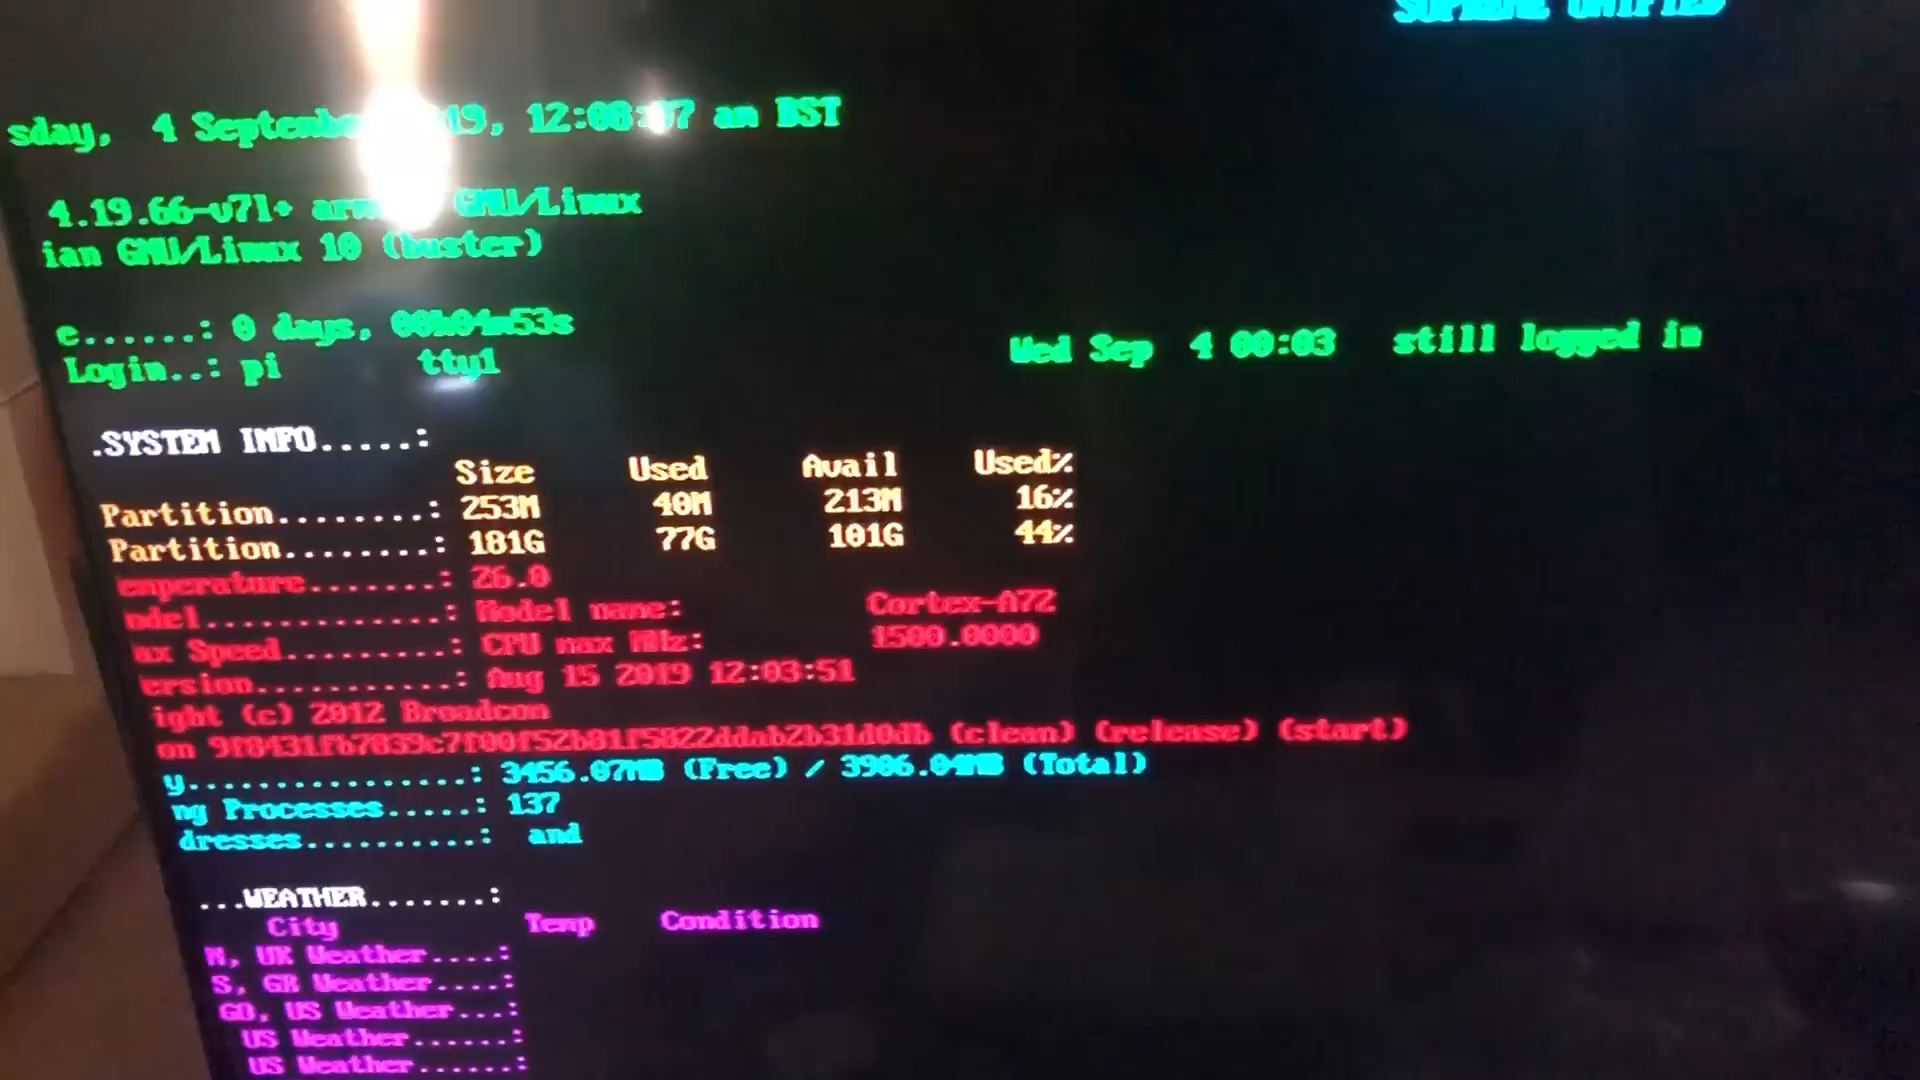 SUPREME UNIFIED
sday, 4 Septembe 19, 12:08: 7 am BST
4.19.66-v7l+ GNU/Linux
ian GNU/Linux 10 (buster)
e......: 0 days, 00h04m53s
Login..: pi tty1 Wed Sep 4 00:03 still logged in
.SYSTEM INFO.....:
Size Used Avail Used%
Partition........: 253M 40M 213M 16%
Partition........: 181G 77G 101G 44%
emperature.......: 26.0
odel.............: Model name: Cortex-A72
ax Speed.........: CPU max MHz: 1500.0000
ersion...........: Aug 15 2019 12:03:51
ight (c) 2012 Broadcom
on (clean) (release) (start)
y................: 3456.07MB (Free) / 3906.04MB (Total)
ng Processes.....: 137
dresses..........: and
...WEATHER.......:
City Temp Condition
N, UK Weather....:
S, GR Weather....:
GO, US Weather...:
US Weather......:
US Weather......: